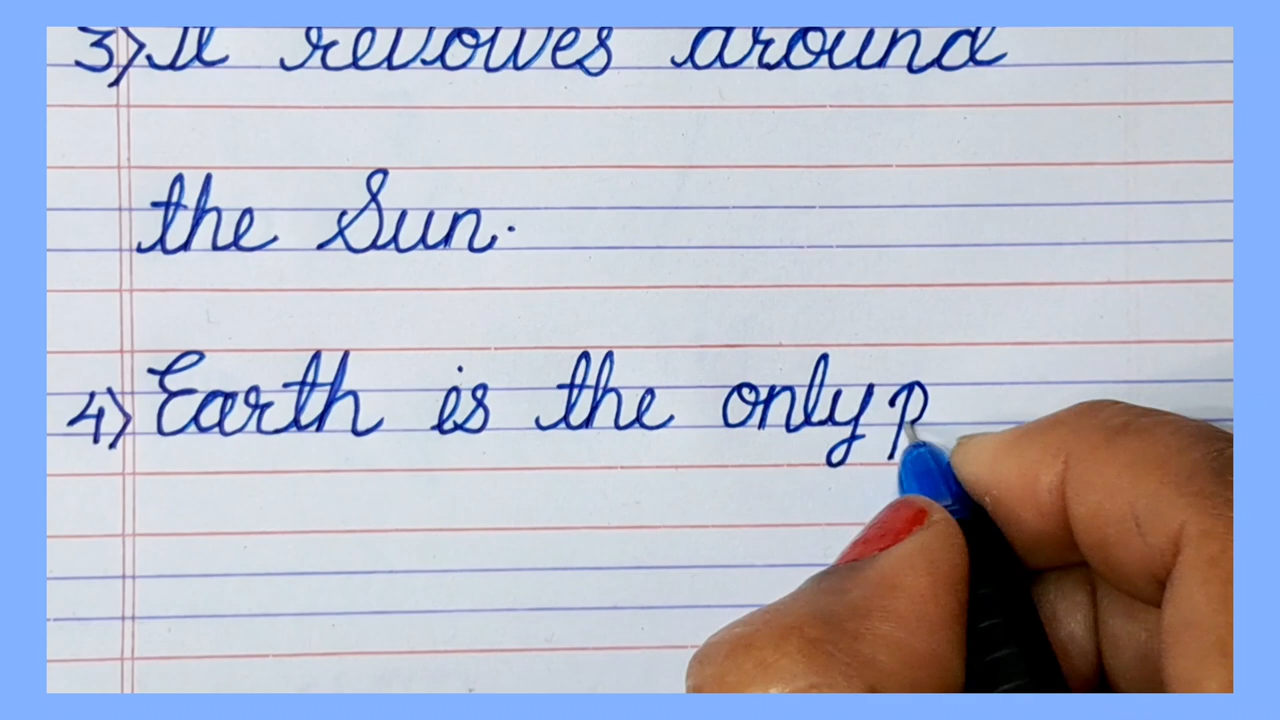 3) It revolves around
the Sun.
4) Earth is the only p